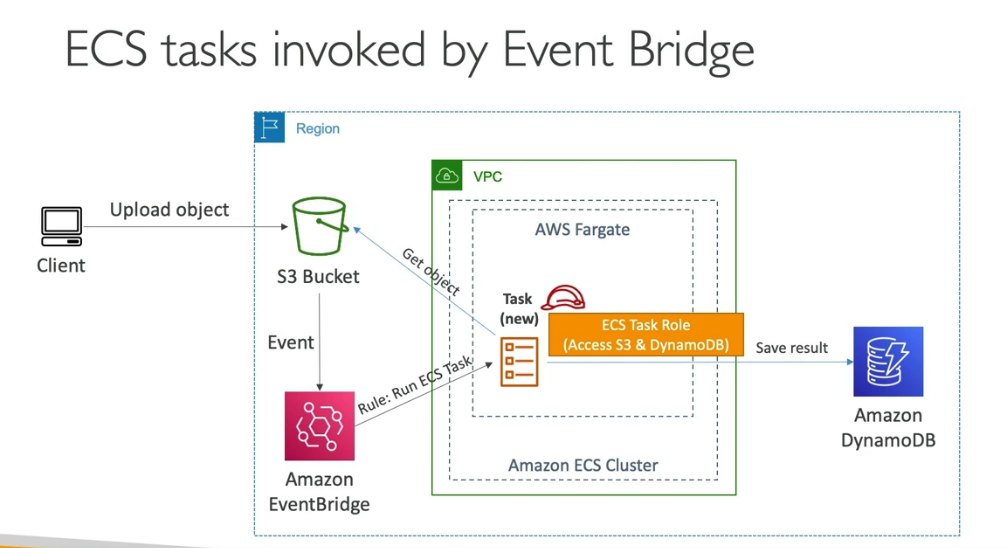 ECS tasks invoked by Event Bridge
Region
VPC
Upload object
AWS Fargate
Client
S3 Bucket
Get object
Task
(new)
ECS Task Role
(Access S3 & DynamoDB)
Save result
Event
Rule: Run ECS Task
Amazon
DynamoDB
Amazon ECS Cluster
Amazon
EventBridge